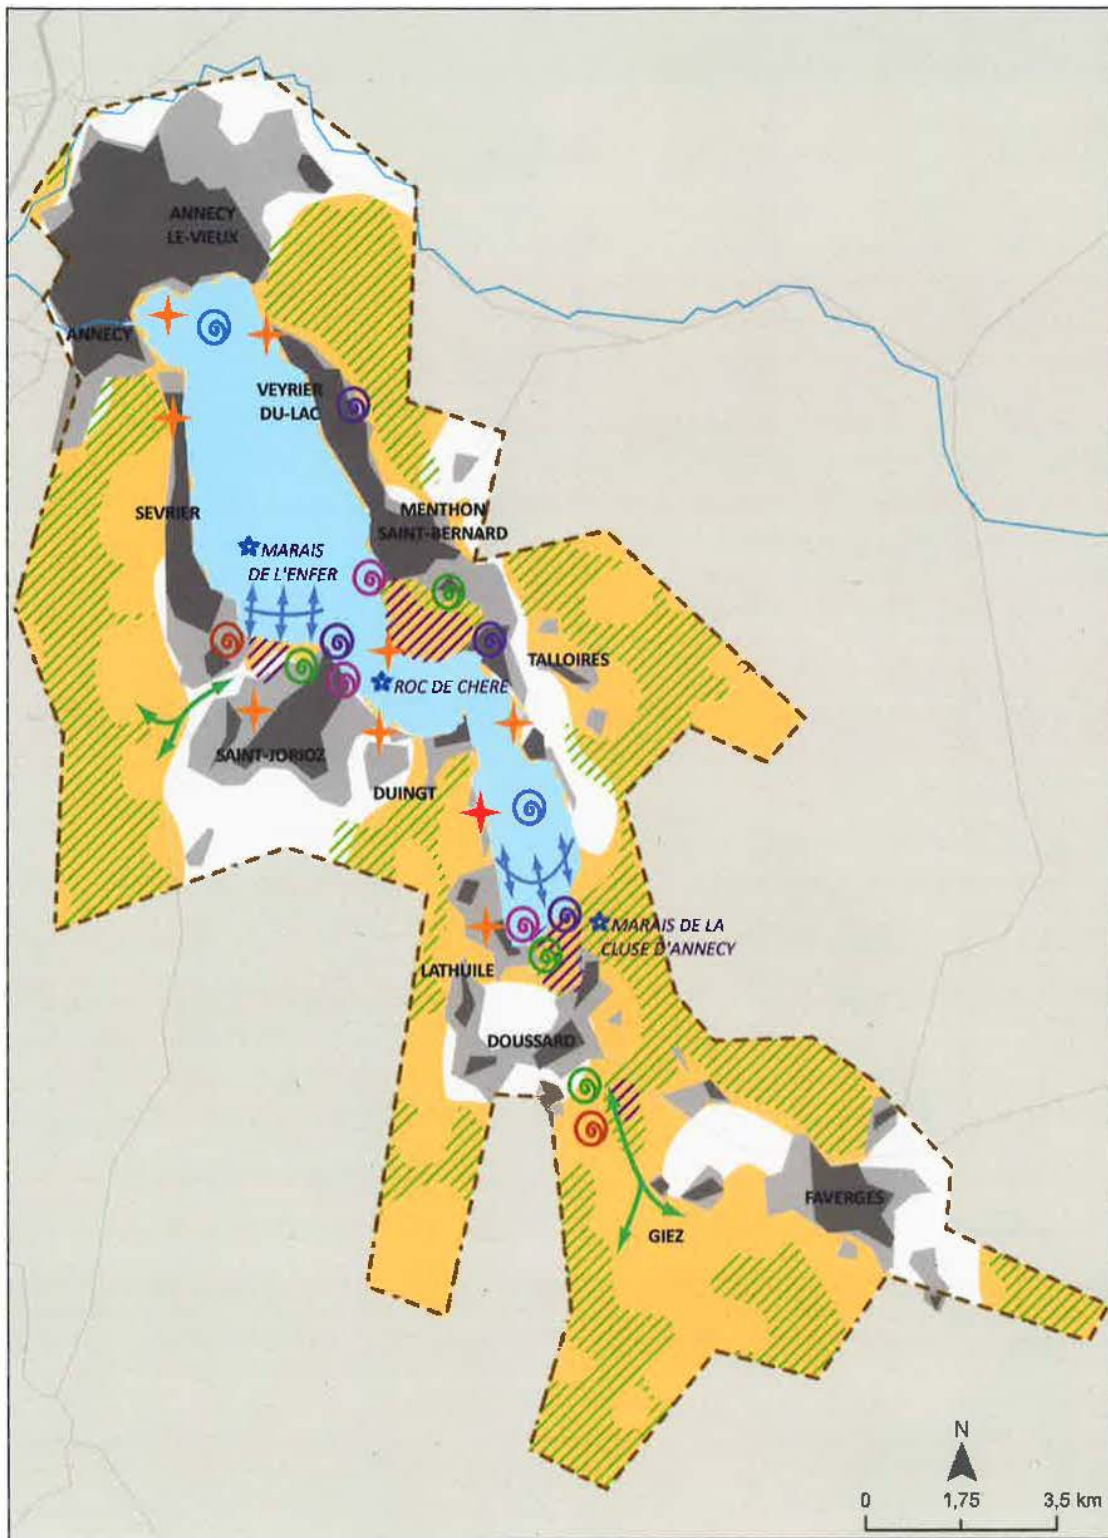 ANNECY
LE-VIEUX
ANNECY
VEYRIER
DU-LAC
SEVRIER
MENTHON
SAINT-BERNARD
MARAIS
DE L'ENFER
TALLOIRES
ROC DE CHERE
SAINT-JORIOZ
DUINGT
MARAIS DE LA
CLUSE D'ANNECY
LATHUILE
DOUSSARD
FAVERGES
GIEZ
N
0 1,75 3,5 km